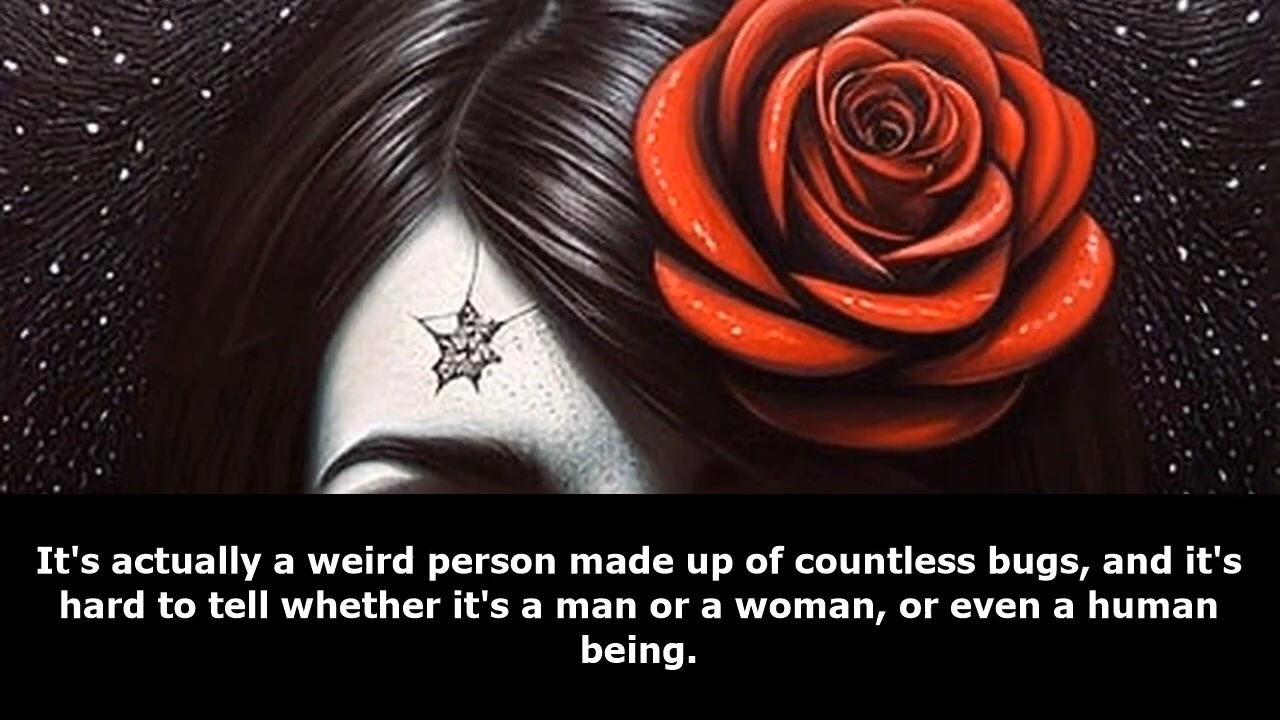 It's actually a weird person made up of countless bugs, and it's
hard to tell whether it's a man or a woman, or even a human
being.